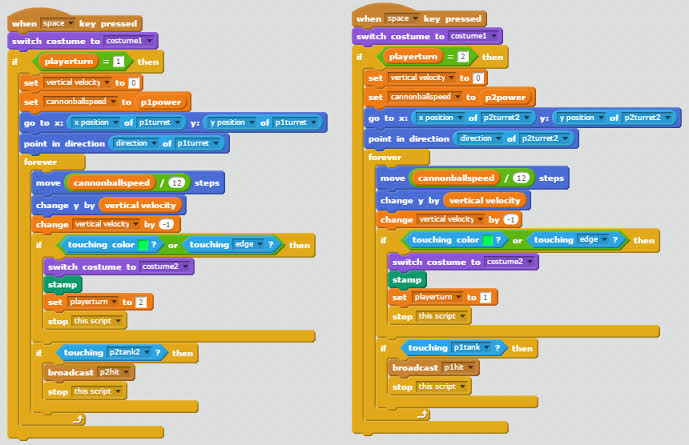 when space key pressed
switch costume to costume1
if playerturn = 1 then
set vertical velocity to 0
set cannonballspeed to p1power
go to x: x position of p1turret y: y position of p1turret
point in direction direction of p1turret
forever
move cannonballspeed / 12 steps
change y by vertical velocity
change vertical velocity by -1
if touching color ? or touching edge ? then
switch costume to costume2
stamp
set playerturn to 2
stop this script
if touching p2tank2 ? then
broadcast p2hit
stop this script
when space key pressed
switch costume to costume1
if playerturn = 2 then
set vertical velocity to 0
set cannonballspeed to p2power
go to x: x position of p2turret2 y: y position of p2turret2
point in direction direction of p2turret2
forever
move cannonballspeed / 12 steps
change y by vertical velocity
change vertical velocity by -1
if touching color ? or touching edge ? then
switch costume to costume2
stamp
set playerturn to 1
stop this script
if touching p1tank ? then
broadcast p1hit
stop this script